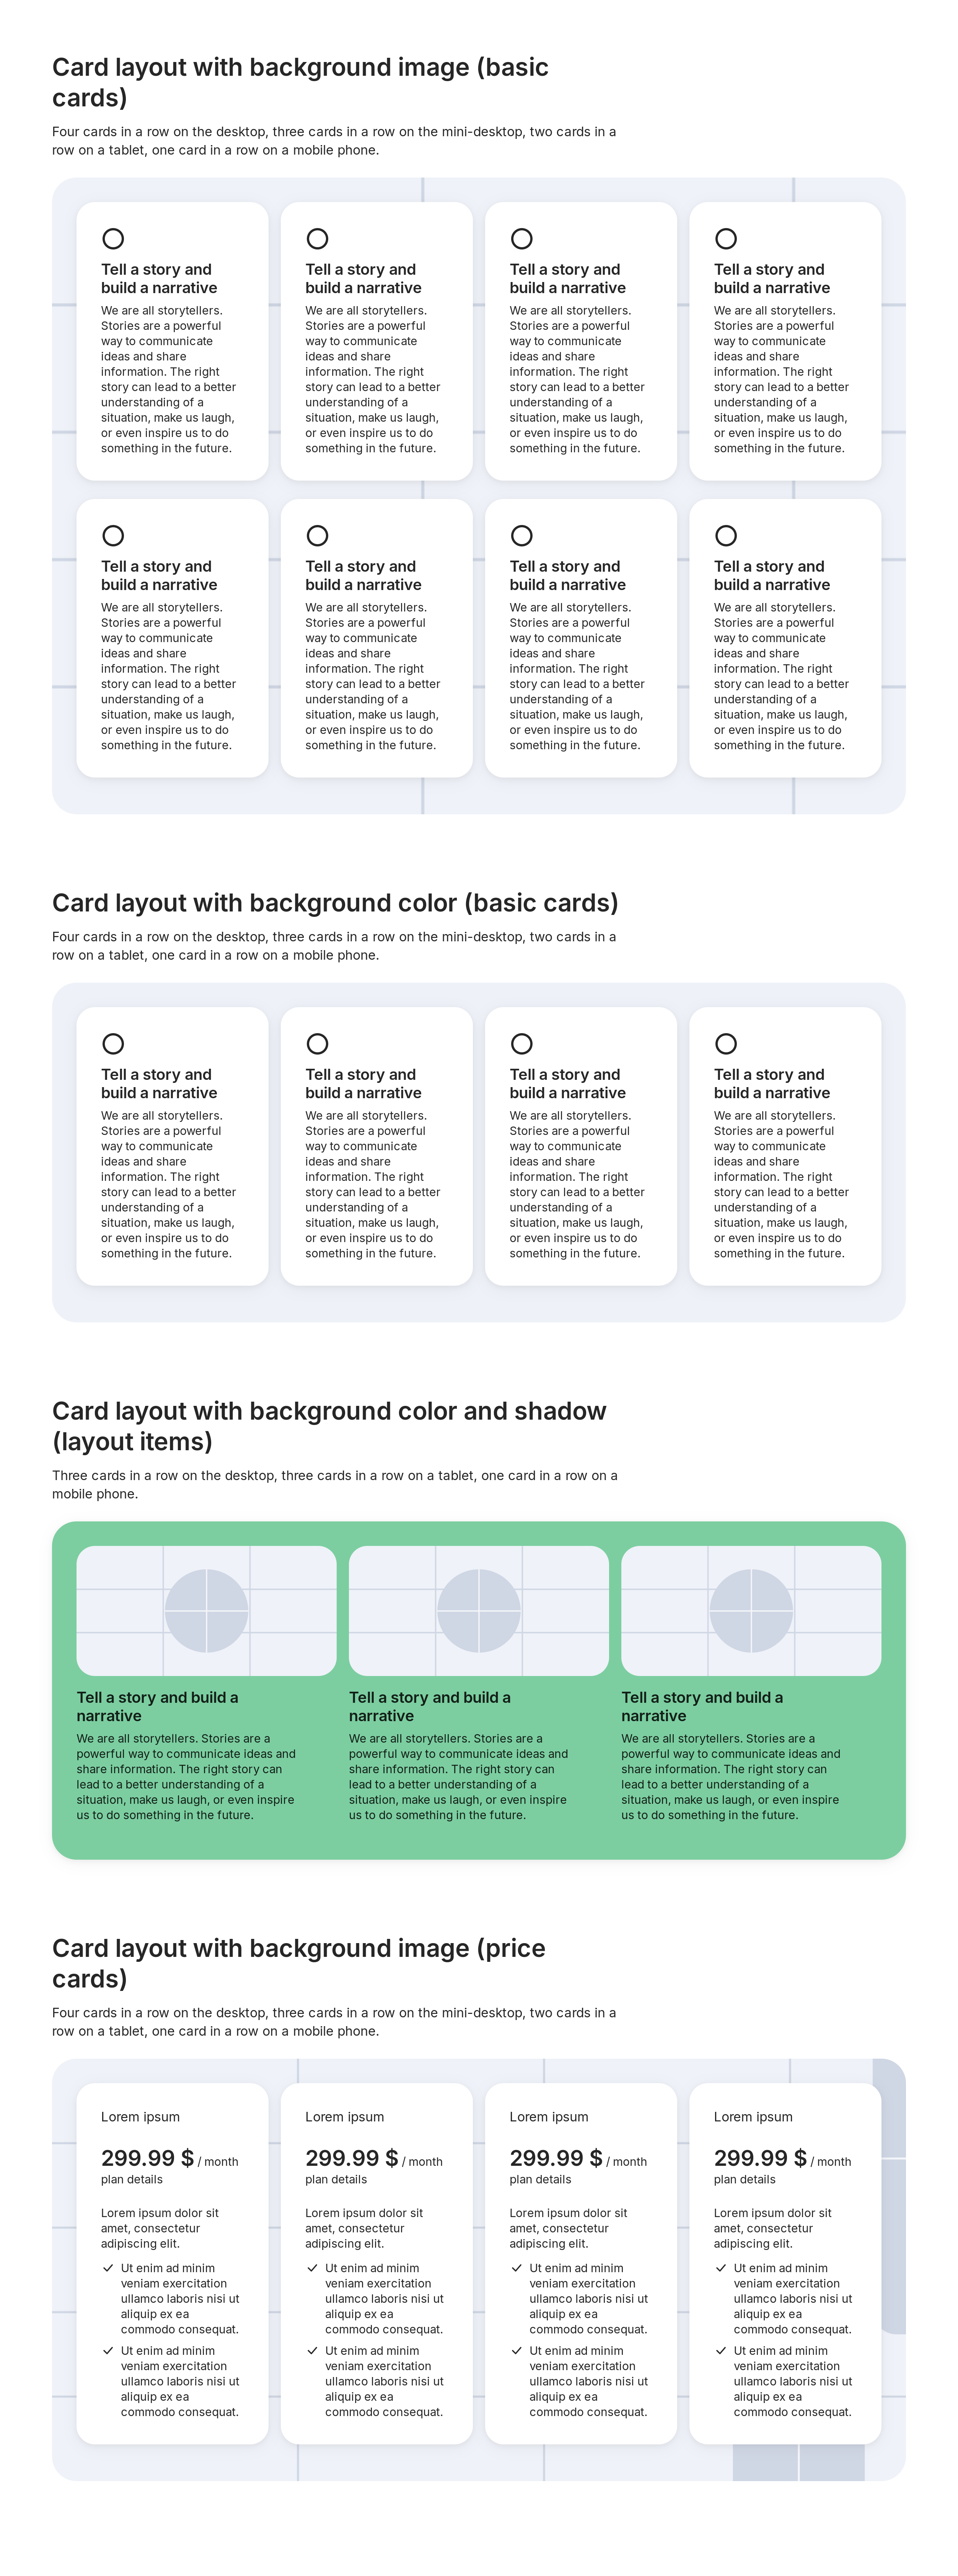 Card layout with background image (basic
cards)
Four cards in a row on the desktop, three cards in a row on the mini-desktop, two cards in a
row on a tablet, one card in a row on a mobile phone.
Tell a story and
build a narrative
We are all storytellers.
Stories are a powerful
way to communicate
ideas and share
information. The right
story can lead to a better
understanding of a
situation, make us laugh,
or even inspire us to do
something in the future.
Tell a story and
build a narrative
We are all storytellers.
Stories are a powerful
way to communicate
ideas and share
information. The right
story can lead to a better
understanding of a
situation, make us laugh,
or even inspire us to do
something in the future.
Tell a story and
build a narrative
We are all storytellers.
Stories are a powerful
way to communicate
ideas and share
information. The right
story can lead to a better
understanding of a
situation, make us laugh,
or even inspire us to do
something in the future.
Tell a story and
build a narrative
We are all storytellers.
Stories are a powerful
way to communicate
ideas and share
information. The right
story can lead to a better
understanding of a
situation, make us laugh,
or even inspire us to do
something in the future.
Tell a story and
build a narrative
We are all storytellers.
Stories are a powerful
way to communicate
ideas and share
information. The right
story can lead to a better
understanding of a
situation, make us laugh,
or even inspire us to do
something in the future.
Tell a story and
build a narrative
We are all storytellers.
Stories are a powerful
way to communicate
ideas and share
information. The right
story can lead to a better
understanding of a
situation, make us laugh,
or even inspire us to do
something in the future.
Tell a story and
build a narrative
We are all storytellers.
Stories are a powerful
way to communicate
ideas and share
information. The right
story can lead to a better
understanding of a
situation, make us laugh,
or even inspire us to do
something in the future.
Tell a story and
build a narrative
We are all storytellers.
Stories are a powerful
way to communicate
ideas and share
information. The right
story can lead to a better
understanding of a
situation, make us laugh,
or even inspire us to do
something in the future.
Card layout with background color (basic cards)
Four cards in a row on the desktop, three cards in a row on the mini-desktop, two cards in a
row on a tablet, one card in a row on a mobile phone.
Tell a story and
build a narrative
We are all storytellers.
Stories are a powerful
way to communicate
ideas and share
information. The right
story can lead to a better
understanding of a
situation, make us laugh,
or even inspire us to do
something in the future.
Tell a story and
build a narrative
We are all storytellers.
Stories are a powerful
way to communicate
ideas and share
information. The right
story can lead to a better
understanding of a
situation, make us laugh,
or even inspire us to do
something in the future.
Tell a story and
build a narrative
We are all storytellers.
Stories are a powerful
way to communicate
ideas and share
information. The right
story can lead to a better
understanding of a
situation, make us laugh,
or even inspire us to do
something in the future.
Tell a story and
build a narrative
We are all storytellers.
Stories are a powerful
way to communicate
ideas and share
information. The right
story can lead to a better
understanding of a
situation, make us laugh,
or even inspire us to do
something in the future.
Card layout with background color and shadow
(layout items)
Three cards in a row on the desktop, three cards in a row on a tablet, one card in a row on a
mobile phone.
Tell a story and build a
narrative
We are all storytellers. Stories are a
powerful way to communicate ideas and
share information. The right story can
lead to a better understanding of a
situation, make us laugh, or even inspire
us to do something in the future.
Tell a story and build a
narrative
We are all storytellers. Stories are a
powerful way to communicate ideas and
share information. The right story can
lead to a better understanding of a
situation, make us laugh, or even inspire
us to do something in the future.
Tell a story and build a
narrative
We are all storytellers. Stories are a
powerful way to communicate ideas and
share information. The right story can
lead to a better understanding of a
situation, make us laugh, or even inspire
us to do something in the future.
Card layout with background image (price
cards)
Four cards in a row on the desktop, three cards in a row on the mini-desktop, two cards in a
row on a tablet, one card in a row on a mobile phone.
Lorem ipsum
299.99 $ / month
plan details
Lorem ipsum dolor sit
amet, consectetur
adipiscing elit.
Ut enim ad minim
veniam exercitation
ullamco laboris nisi ut
aliquip ex ea
commodo consequat.
Ut enim ad minim
veniam exercitation
ullamco laboris nisi ut
aliquip ex ea
commodo consequat.
Lorem ipsum
299.99 $ / month
plan details
Lorem ipsum dolor sit
amet, consectetur
adipiscing elit.
Ut enim ad minim
veniam exercitation
ullamco laboris nisi ut
aliquip ex ea
commodo consequat.
Ut enim ad minim
veniam exercitation
ullamco laboris nisi ut
aliquip ex ea
commodo consequat.
Lorem ipsum
299.99 $ / month
plan details
Lorem ipsum dolor sit
amet, consectetur
adipiscing elit.
Ut enim ad minim
veniam exercitation
ullamco laboris nisi ut
aliquip ex ea
commodo consequat.
Ut enim ad minim
veniam exercitation
ullamco laboris nisi ut
aliquip ex ea
commodo consequat.
Lorem ipsum
299.99 $ / month
plan details
Lorem ipsum dolor sit
amet, consectetur
adipiscing elit.
Ut enim ad minim
veniam exercitation
ullamco laboris nisi ut
aliquip ex ea
commodo consequat.
Ut enim ad minim
veniam exercitation
ullamco laboris nisi ut
aliquip ex ea
commodo consequat.